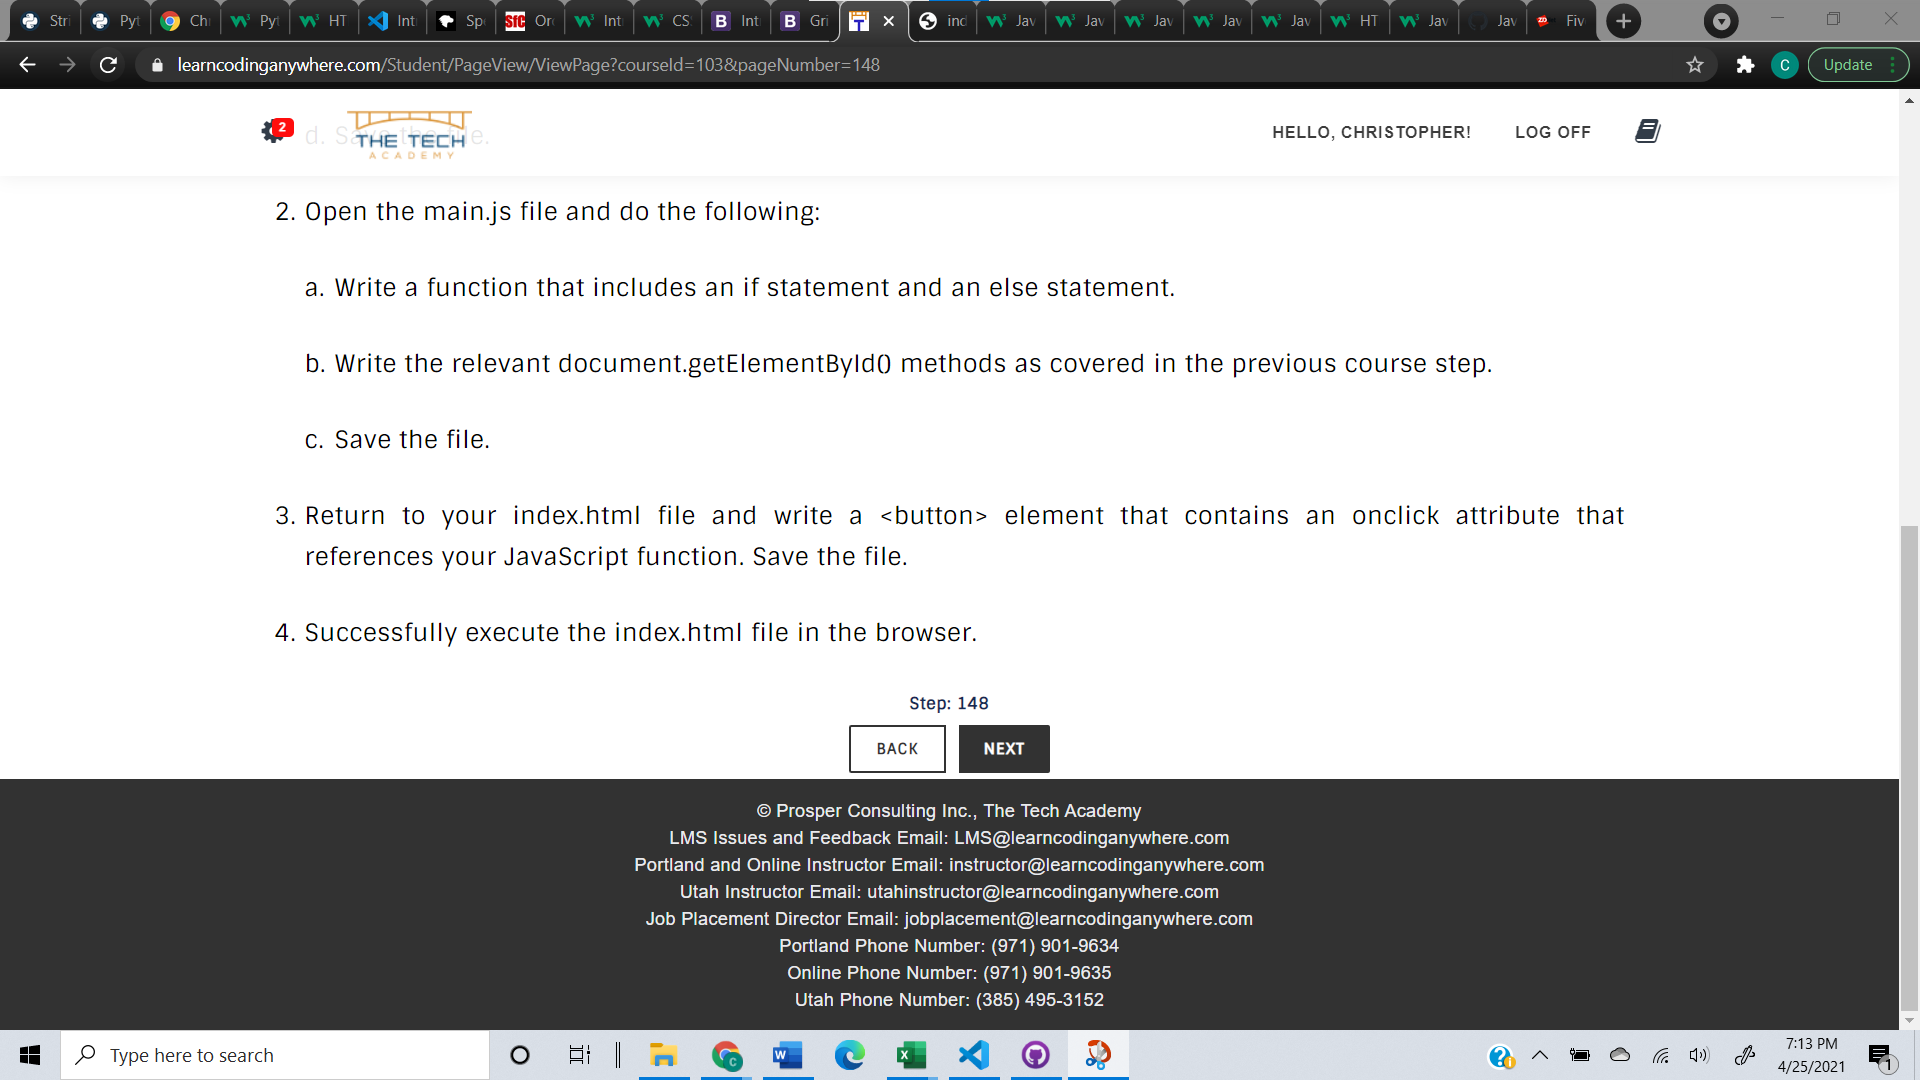 Stri Pyt Ch Pyt HT Int Spe Ore Int CS Int Gri ind Jav Jav Jav Jav Jav HT Jav Jav Fiv
learncodinganywhere.com/Student/PageView/ViewPage?courseId=103&pageNumber=148 C Update
2 d. Save the file. THE TECH ACADEMY HELLO, CHRISTOPHER! LOG OFF
2. Open the main.js file and do the following:
a. Write a function that includes an if statement and an else statement.
b. Write the relevant document.getElementById() methods as covered in the previous course step.
c. Save the file.
3. Return to your index.html file and write a <button> element that contains an onclick attribute that
references your JavaScript function. Save the file.
4. Successfully execute the index.html file in the browser.
Step: 148
BACK NEXT
© Prosper Consulting Inc., The Tech Academy
LMS Issues and Feedback Email: LMS@learncodinganywhere.com
Portland and Online Instructor Email: instructor@learncodinganywhere.com
Utah Instructor Email: utahinstructor@learncodinganywhere.com
Job Placement Director Email: jobplacement@learncodinganywhere.com
Portland Phone Number: (971) 901-9634
Online Phone Number: (971) 901-9635
Utah Phone Number: (385) 495-3152
Type here to search
7:13 PM
4/25/2021
1